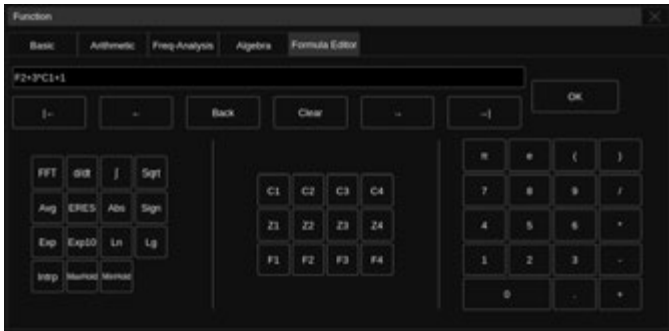 Function
Basic Arithmetic Freq-Analysis Algebra Formula Editor
F2+3*C1+1
OK
|← ← Back Clear → →|
FFT d/dt ∫ Sqrt
Avg ERES Abs Sign
Exp Exp10 Ln Lg
Intrp MaxHold MinHold
C1 C2 C3 C4
Z1 Z2 Z3 Z4
F1 F2 F3 F4
π e ( )
7 8 9 /
4 5 6 *
1 2 3 -
0 . +